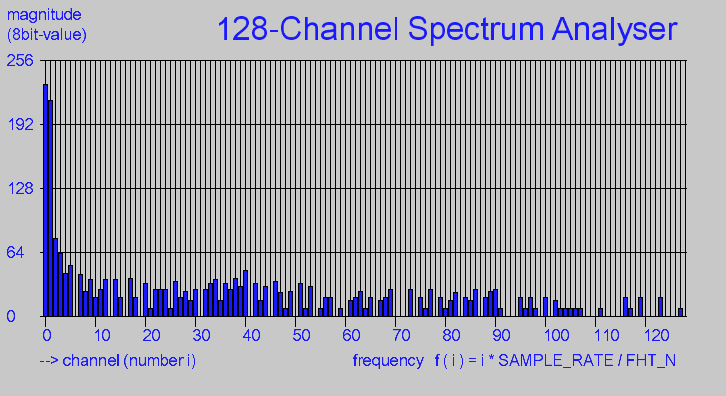 magnitude
(8bit-value)
128-Channel Spectrum Analyser
256
192
128
64
0
0 10 20 30 40 50 60 70 80 90 100 110 120
--> channel (number i)
frequency f ( i ) = i * SAMPLE_RATE / FHT_N